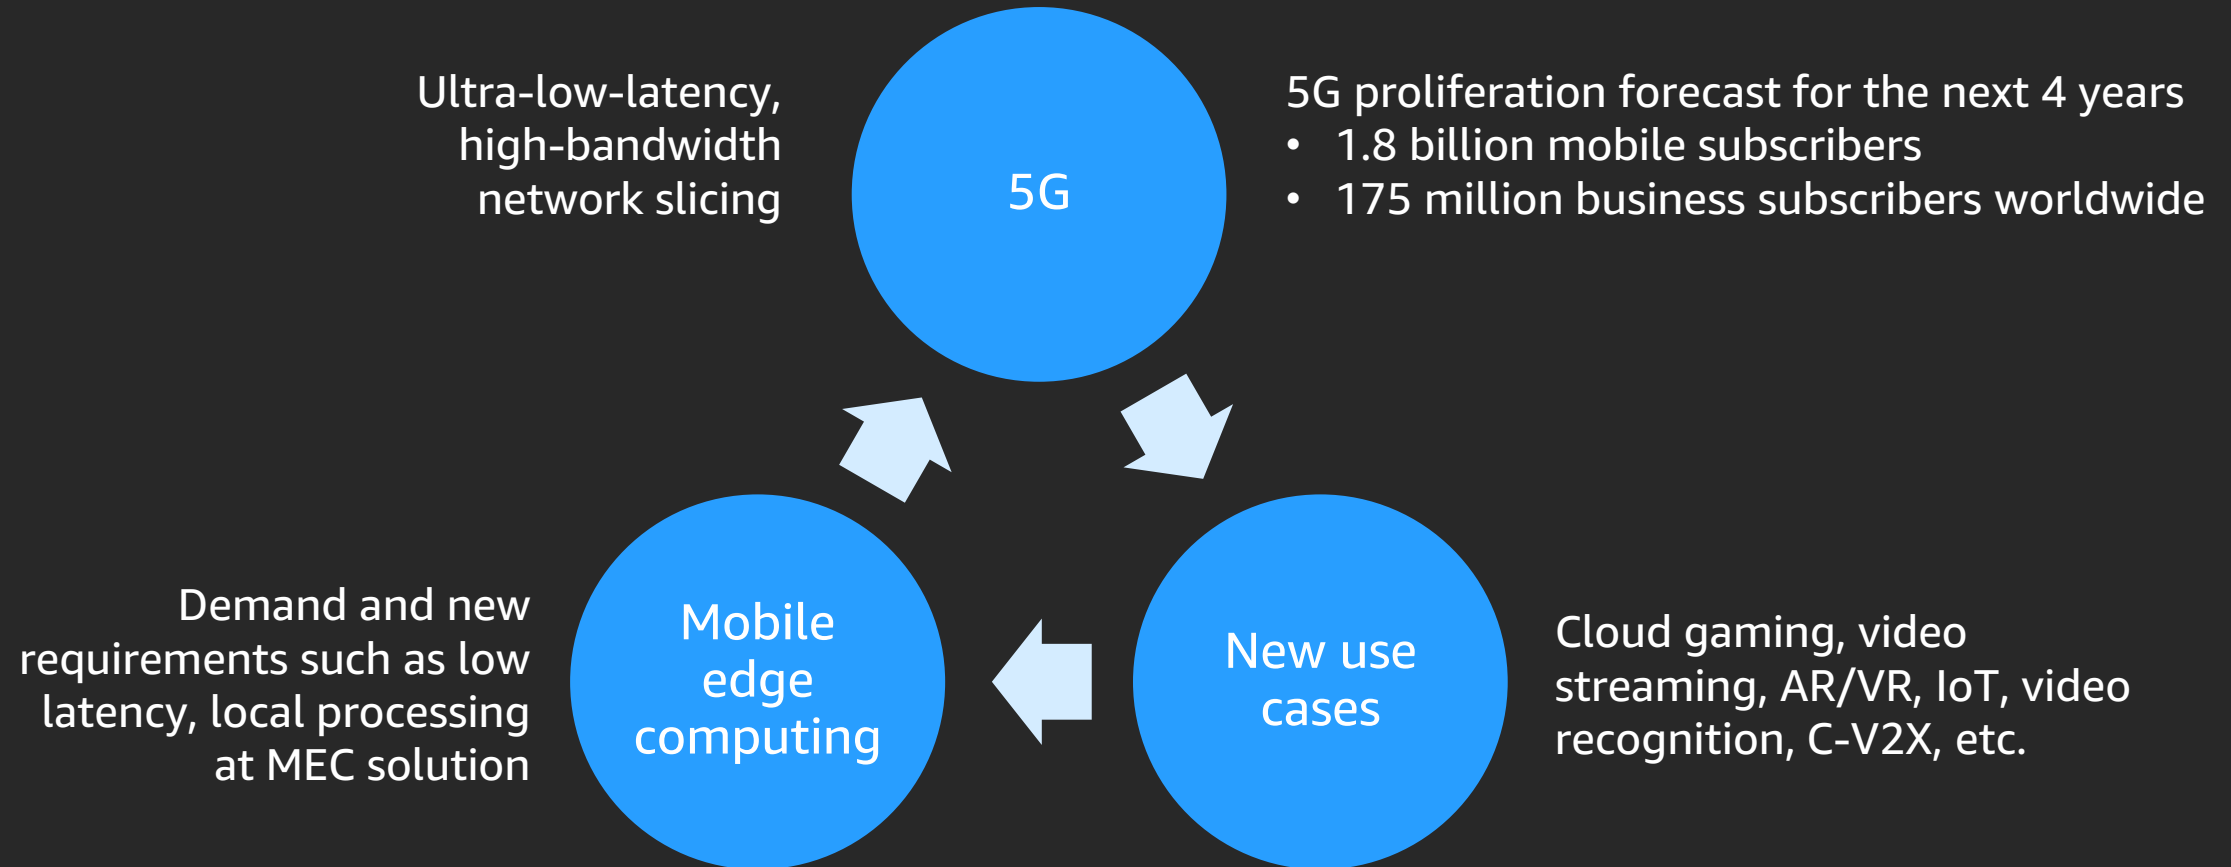 Ultra-low-latency,
high-bandwidth
network slicing
5G
5G proliferation forecast for the next 4 years
• 1.8 billion mobile subscribers
• 175 million business subscribers worldwide
Demand and new
requirements such as low
latency, local processing
at MEC solution
Mobile
edge
computing
New use
cases
Cloud gaming, video
streaming, AR/VR, IoT, video
recognition, C-V2X, etc.